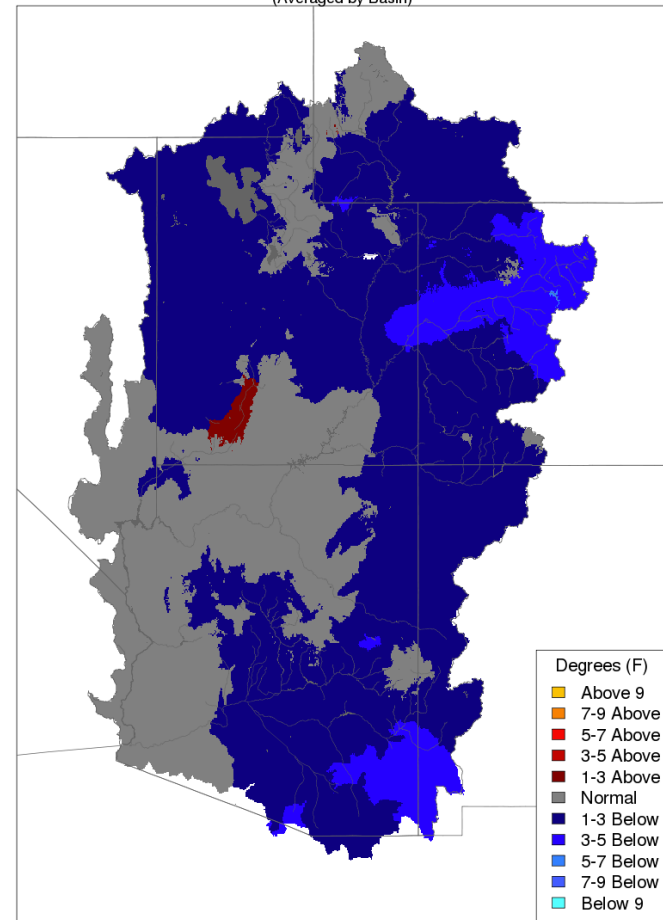 (Averaged by Basin)
Degrees (F)
Above 9
7-9 Above
5-7 Above
3-5 Above
1-3 Above
Normal
1-3 Below
3-5 Below
5-7 Below
7-9 Below
Below 9